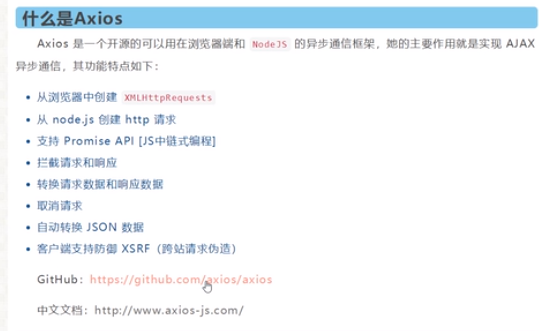 什么是Axios
Axios 是一个开源的可以用在浏览器端和 NodeJS 的异步通信框架，她的主要作用就是实现 AJAX
异步通信，其功能特点如下：
从浏览器中创建 XMLHttpRequests
从 node.js 创建 http 请求
支持 Promise API [JS中链式编程]
拦截请求和响应
转换请求数据和响应数据
取消请求
自动转换 JSON 数据
客户端支持防御 XSRF（跨站请求伪造）
GitHub：https://github.com/axios/axios
中文文档：http://www.axios-js.com/